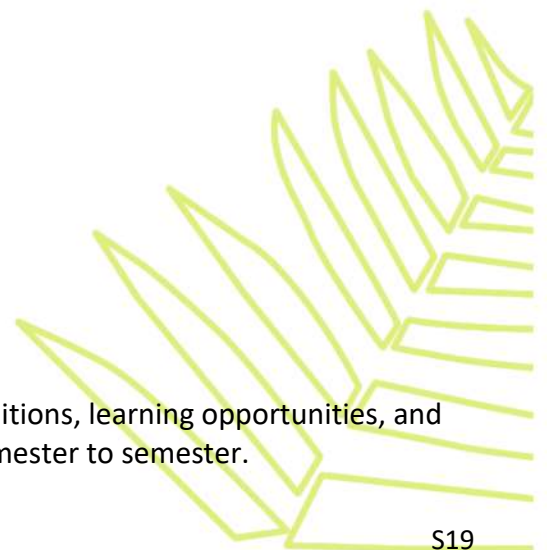 itions, learning opportunities, and
mester to semester.
S19